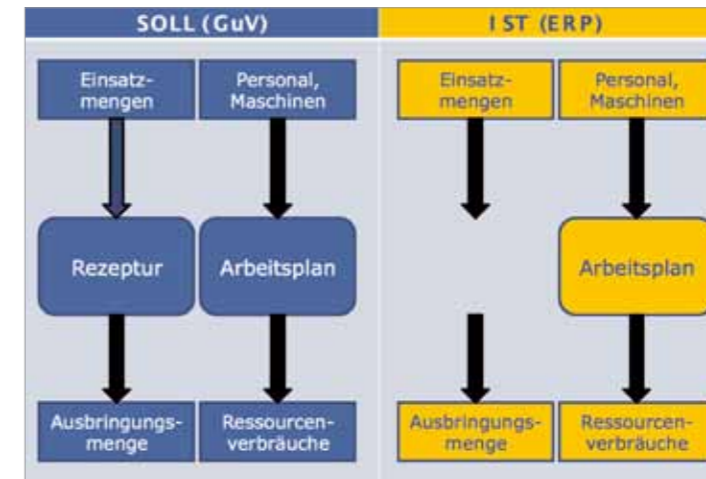 SOLL (GuV)
IST (ERP)
Einsatz-
mengen
Personal,
Maschinen
Einsatz-
mengen
Personal,
Maschinen
Rezeptur
Arbeitsplan
Arbeitsplan
Ausbringungs-
menge
Ressourcen-
verbräuche
Ausbringungs-
menge
Ressourcen-
verbräuche